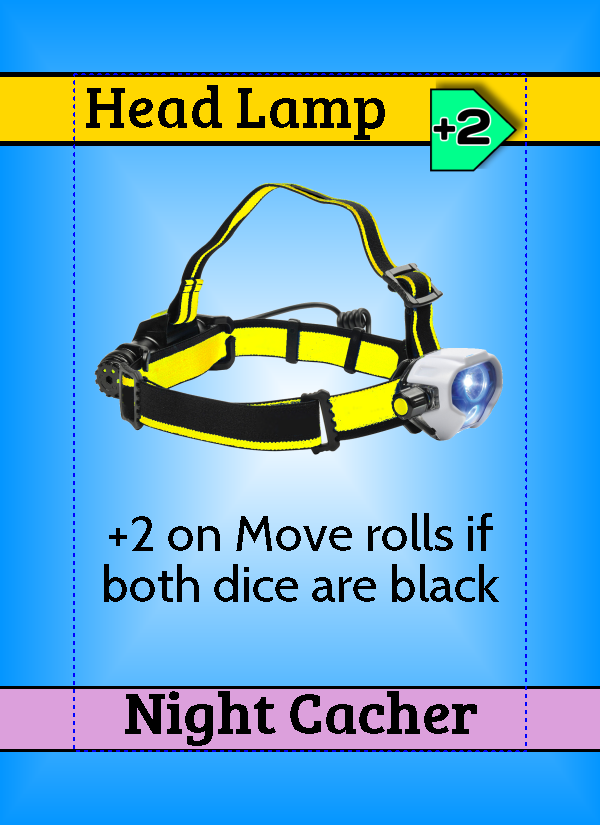 Head Lamp
+2
+2 on Move rolls if
both dice are black
Night Cacher